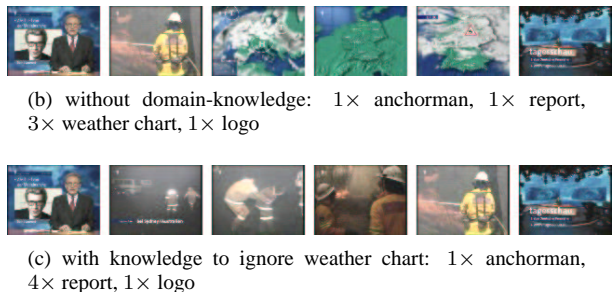 (b) without domain-knowledge: 1× anchorman, 1× report,
3× weather chart, 1× logo
(c) with knowledge to ignore weather chart: 1× anchorman,
4× report, 1× logo